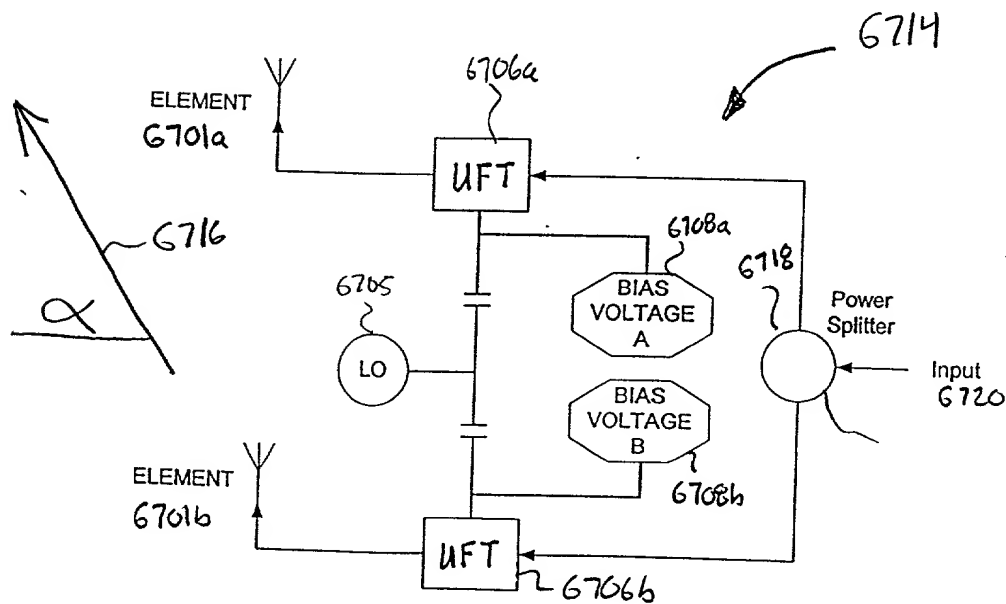 6714
6706a
ELEMENT
6701a
UFT
6716
6708a
6718
6705
BIAS
VOLTAGE
A
Power
Splitter
α
LO
Input
6720
BIAS
VOLTAGE
B
ELEMENT
6701b
6708b
UFT
6706b